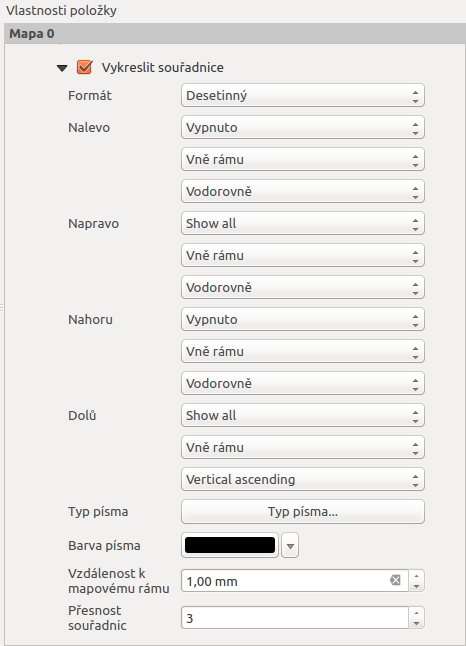 Vlastnosti položky
Mapa 0
Vykreslit souřadnice
Formát Desetinný
Nalevo Vypnuto
Vně rámu
Vodorovně
Napravo Show all
Vně rámu
Vodorovně
Nahoru Vypnuto
Vně rámu
Vodorovně
Dolů Show all
Vně rámu
Vertical ascending
Typ písma Typ písma...
Barva písma
Vzdálenost k
mapovému rámu 1,00 mm
Přesnost
souřadnic 3